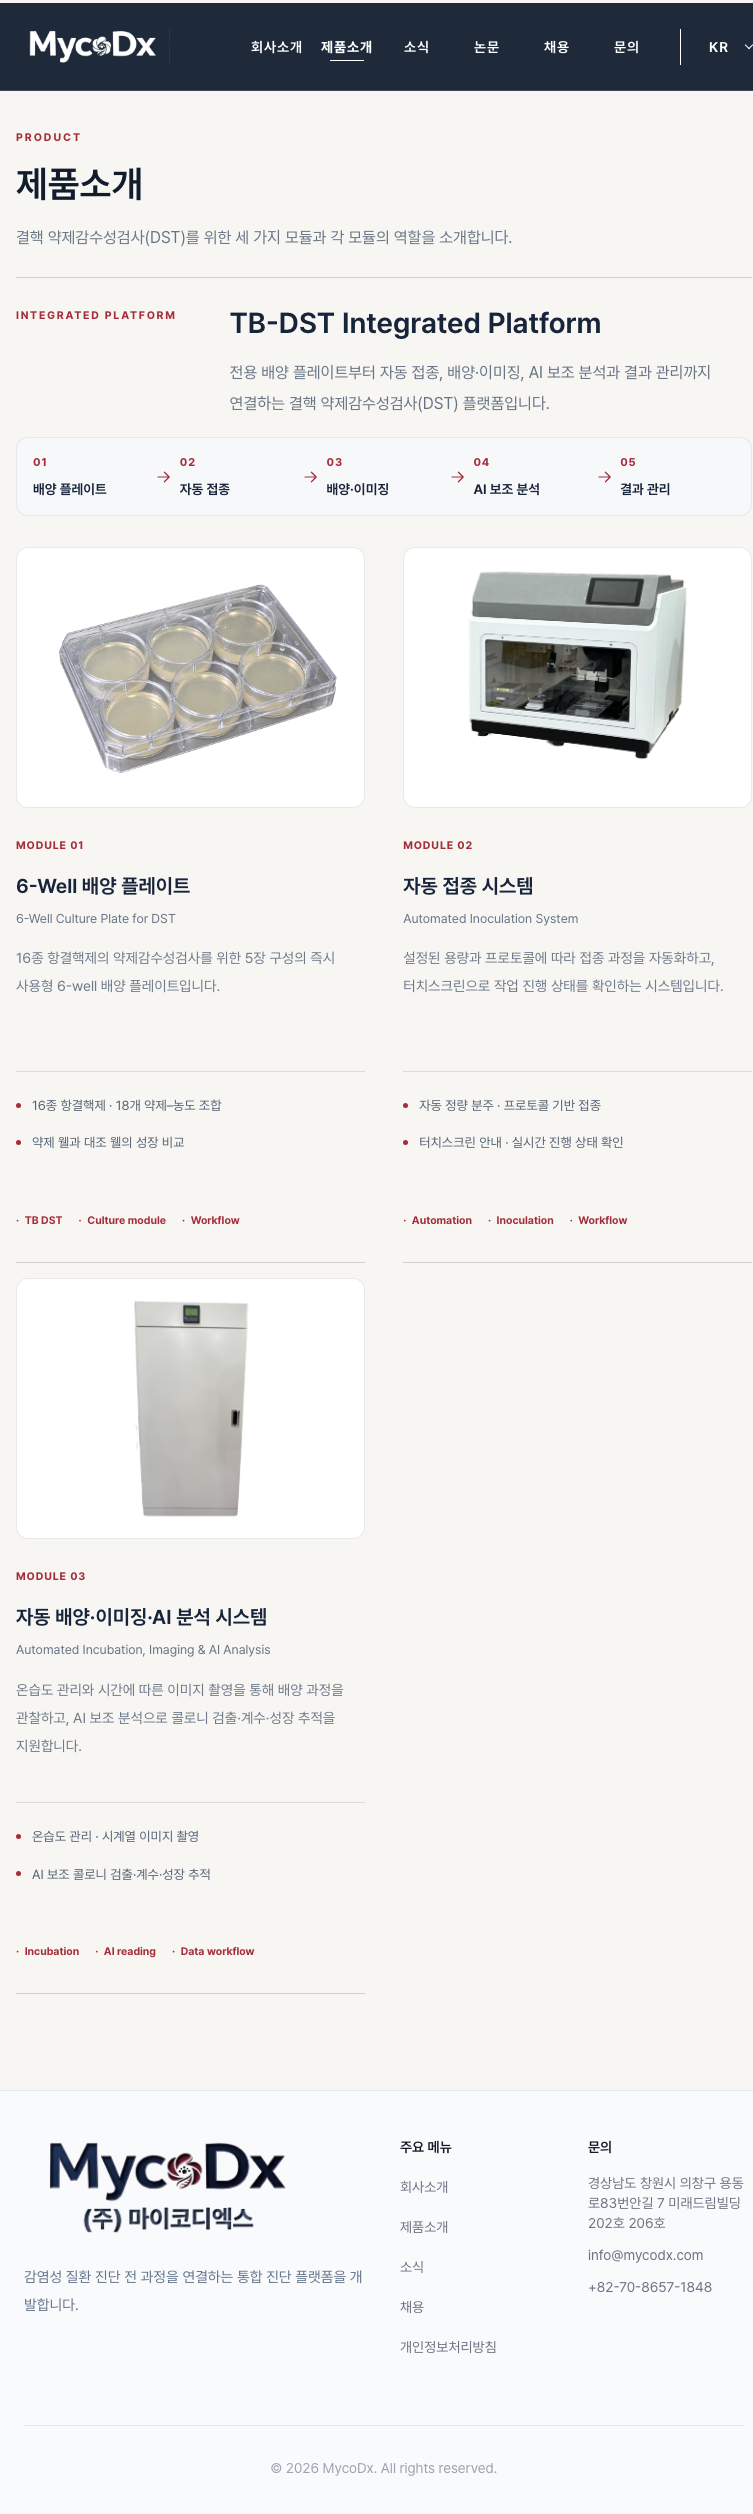 MycoDx
회사소개 제품소개 소식 논문 채용 문의 KR
PRODUCT
제품소개
결핵 약제감수성검사(DST)를 위한 세 가지 모듈과 각 모듈의 역할을 소개합니다.
INTEGRATED PLATFORM
TB-DST Integrated Platform
전용 배양 플레이트부터 자동 접종, 배양·이미징, AI 보조 분석과 결과 관리까지
연결하는 결핵 약제감수성검사(DST) 플랫폼입니다.
01
배양 플레이트
→
02
자동 접종
→
03
배양·이미징
→
04
AI 보조 분석
→
05
결과 관리
MODULE 01
6-Well 배양 플레이트
6-Well Culture Plate for DST
16종 항결핵제의 약제감수성검사를 위한 5장 구성의 즉시
사용형 6-well 배양 플레이트입니다.
• 16종 항결핵제 · 18개 약제–농도 조합
• 약제 웰과 대조 웰의 성장 비교
· TB DST · Culture module · Workflow
MODULE 02
자동 접종 시스템
Automated Inoculation System
설정된 용량과 프로토콜에 따라 접종 과정을 자동화하고,
터치스크린으로 작업 진행 상태를 확인하는 시스템입니다.
• 자동 정량 분주 · 프로토콜 기반 접종
• 터치스크린 안내 · 실시간 진행 상태 확인
· Automation · Inoculation · Workflow
MODULE 03
자동 배양·이미징·AI 분석 시스템
Automated Incubation, Imaging & AI Analysis
온습도 관리와 시간에 따른 이미지 촬영을 통해 배양 과정을
관찰하고, AI 보조 분석으로 콜로니 검출·계수·성장 추적을
지원합니다.
• 온습도 관리 · 시계열 이미지 촬영
• AI 보조 콜로니 검출·계수·성장 추적
· Incubation · AI reading · Data workflow
MycoDx
(주) 마이코디엑스
감염성 질환 진단 전 과정을 연결하는 통합 진단 플랫폼을 개
발합니다.
주요 메뉴
회사소개
제품소개
소식
채용
개인정보처리방침
문의
경상남도 창원시 의창구 용동
로83번안길 7 미래드림빌딩
202호 206호
info@mycodx.com
+82-70-8657-1848
© 2026 MycoDx. All rights reserved.